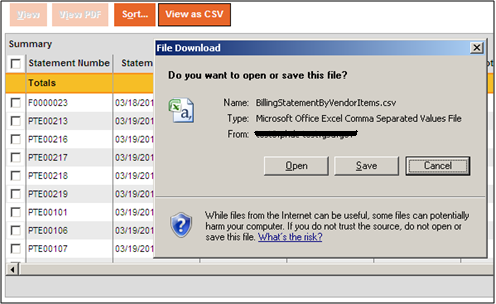 View View PDF Sort... View as CSV
Summary
File Download
Statement Numbe Statem
Do you want to open or save this file?
Totals
Name: BillingStatementByVendorItems.csv
Type: Microsoft Office Excel Comma Separated Values File
From:
F0000023 03/18/201
PTE00213 03/19/201
PTE00216 03/19/201
PTE00217 03/19/201
PTE00218 03/19/201
PTE00219 03/19/201
PTE00101 03/19/201
PTE00106 03/19/201
PTE00107 03/19/201
Open Save Cancel
While files from the Internet can be useful, some files can potentially
harm your computer. If you do not trust the source, do not open or
save this file. What's the risk?